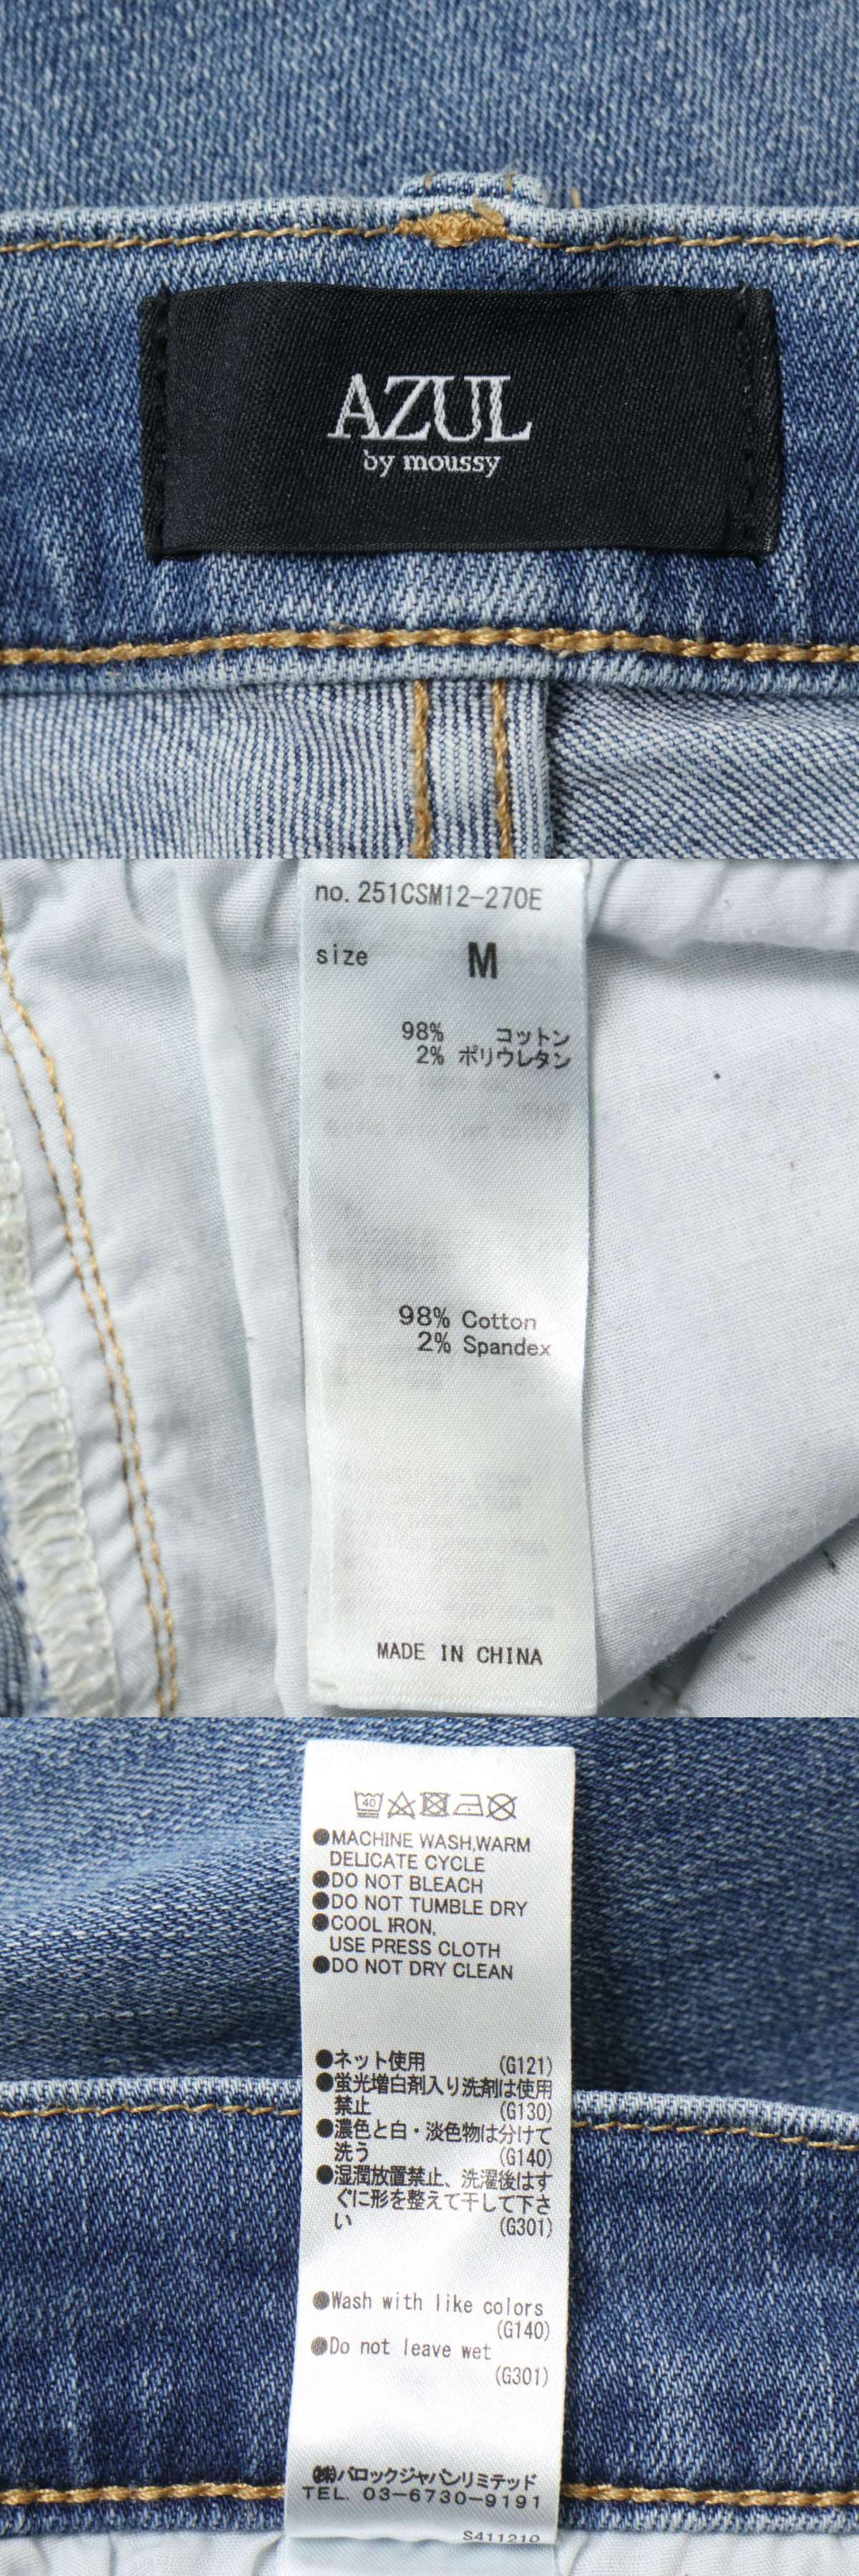 AZUL
by moussy
no. 251CSM12-270E
size M
98% コットン
2% ポリウレタン
98% Cotton
2% Spandex
MADE IN CHINA
40
●MACHINE WASH,WARM
DELICATE CYCLE
●DO NOT BLEACH
●DO NOT TUMBLE DRY
●COOL IRON,
USE PRESS CLOTH
●DO NOT DRY CLEAN
●ネット使用 (G121)
●蛍光増白剤入り洗剤は使用
禁止 (G130)
●濃色と白・淡色物は分けて
洗う (G140)
●湿潤放置禁止、洗濯後はす
ぐに形を整えて干して下さ
い (G301)
●Wash with like colors
(G140)
●Do not leave wet
(G301)
㈱バロックジャパンリミテッド
TEL. 03-6730-9191
S411210